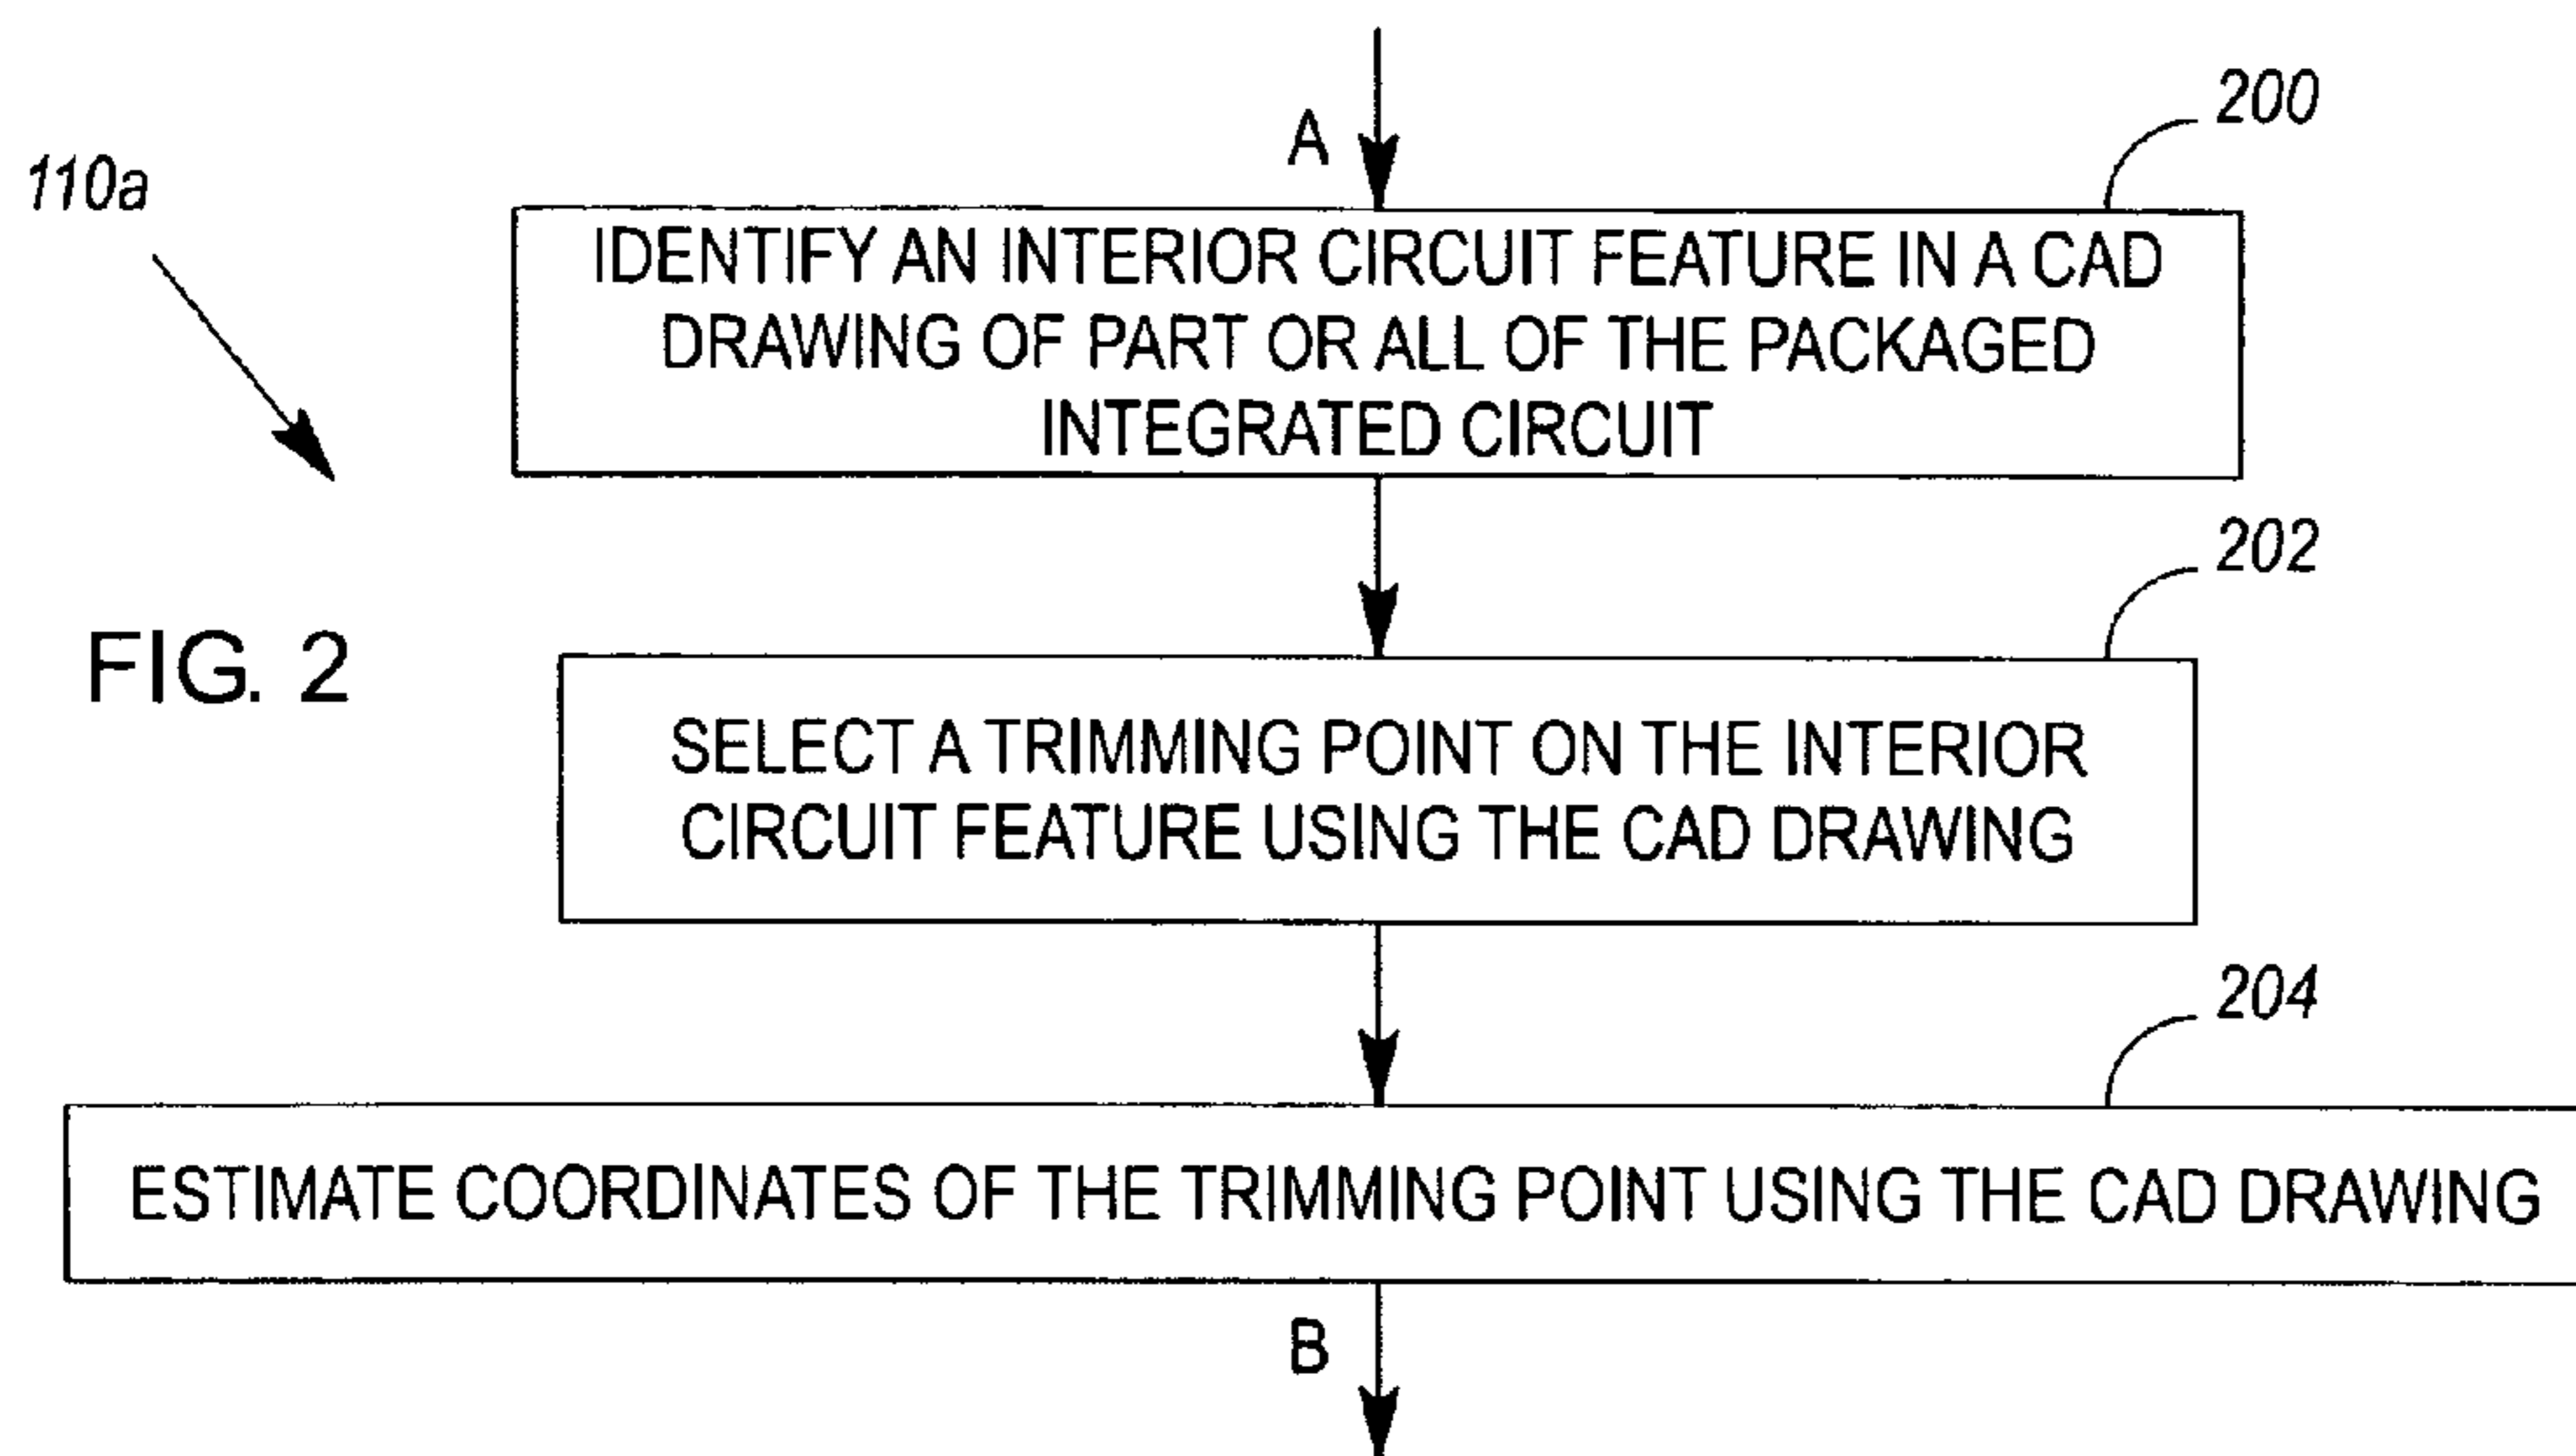 A
200
110a
IDENTIFY AN INTERIOR CIRCUIT FEATURE IN A CAD
DRAWING OF PART OR ALL OF THE PACKAGED
INTEGRATED CIRCUIT
202
FIG. 2
SELECT A TRIMMING POINT ON THE INTERIOR
CIRCUIT FEATURE USING THE CAD DRAWING
204
ESTIMATE COORDINATES OF THE TRIMMING POINT USING THE CAD DRAWING
B